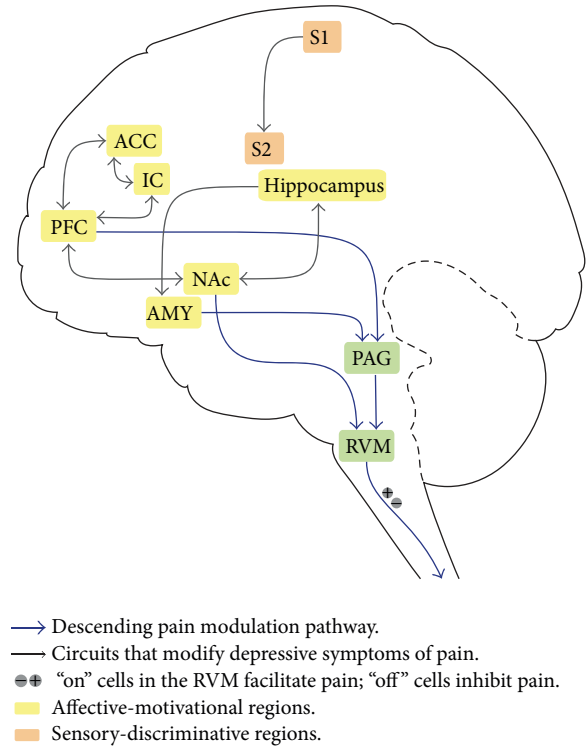 S1
S2
ACC
IC
Hippocampus
PFC
NAc
AMY
PAG
RVM
+
−
Descending pain modulation pathway.
Circuits that modify depressive symptoms of pain.
− + “on” cells in the RVM facilitate pain; “off” cells inhibit pain.
Affective-motivational regions.
Sensory-discriminative regions.